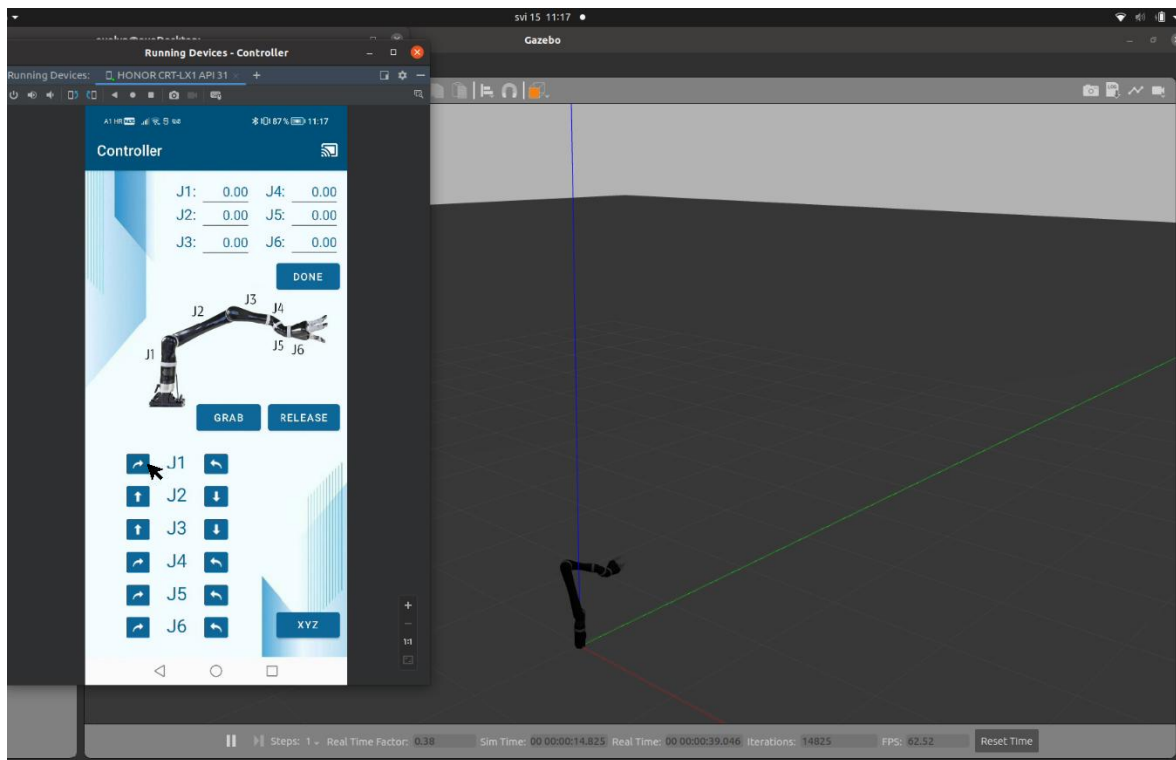 svi 15 11:17
Gazebo
Running Devices - Controller
Running Devices: HONOR CRT-LX1 API 31
A1 HR 87 % 11:17
Controller
J1: 0.00 J4: 0.00
J2: 0.00 J5: 0.00
J3: 0.00 J6: 0.00
DONE
J3
J2 J4
J1 J5 J6
GRAB RELEASE
J1
J2
J3
J4
J5
J6 XYZ
1:1
Steps: 1 Real Time Factor: 0.38 Sim Time: 00 00:00:14.825 Real Time: 00 00:00:39.046 Iterations: 14825 FPS: 62.52 Reset Time